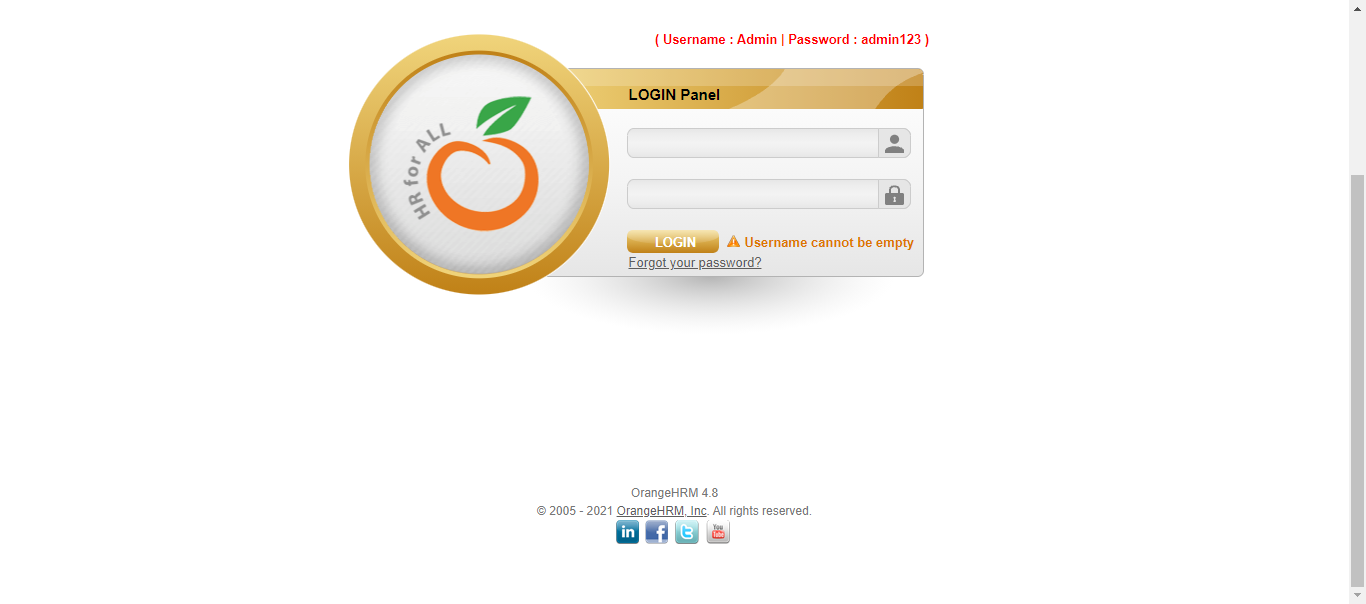 ( Username : Admin | Password : admin123 )
LOGIN Panel
HR for ALL
LOGIN
Username cannot be empty
Forgot your password?
OrangeHRM 4.8
© 2005 - 2021 OrangeHRM, Inc. All rights reserved.
in f t You Tube